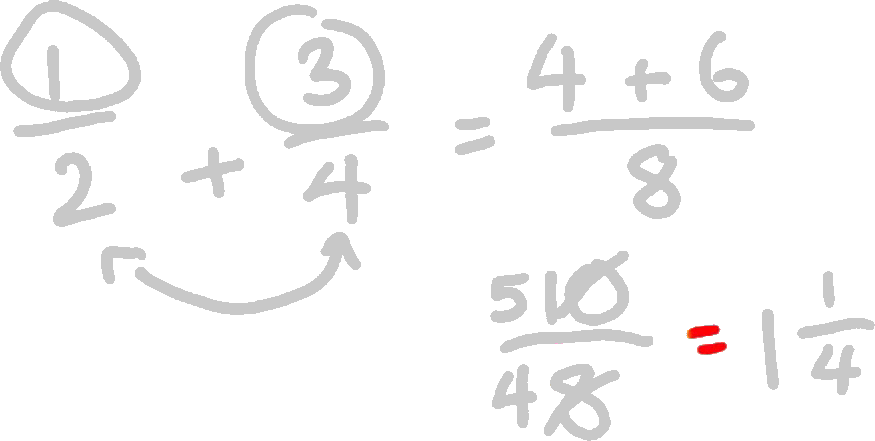 1/2 + 3/4 = (4 + 6)/8
5 10/4 8 = 1 1/4